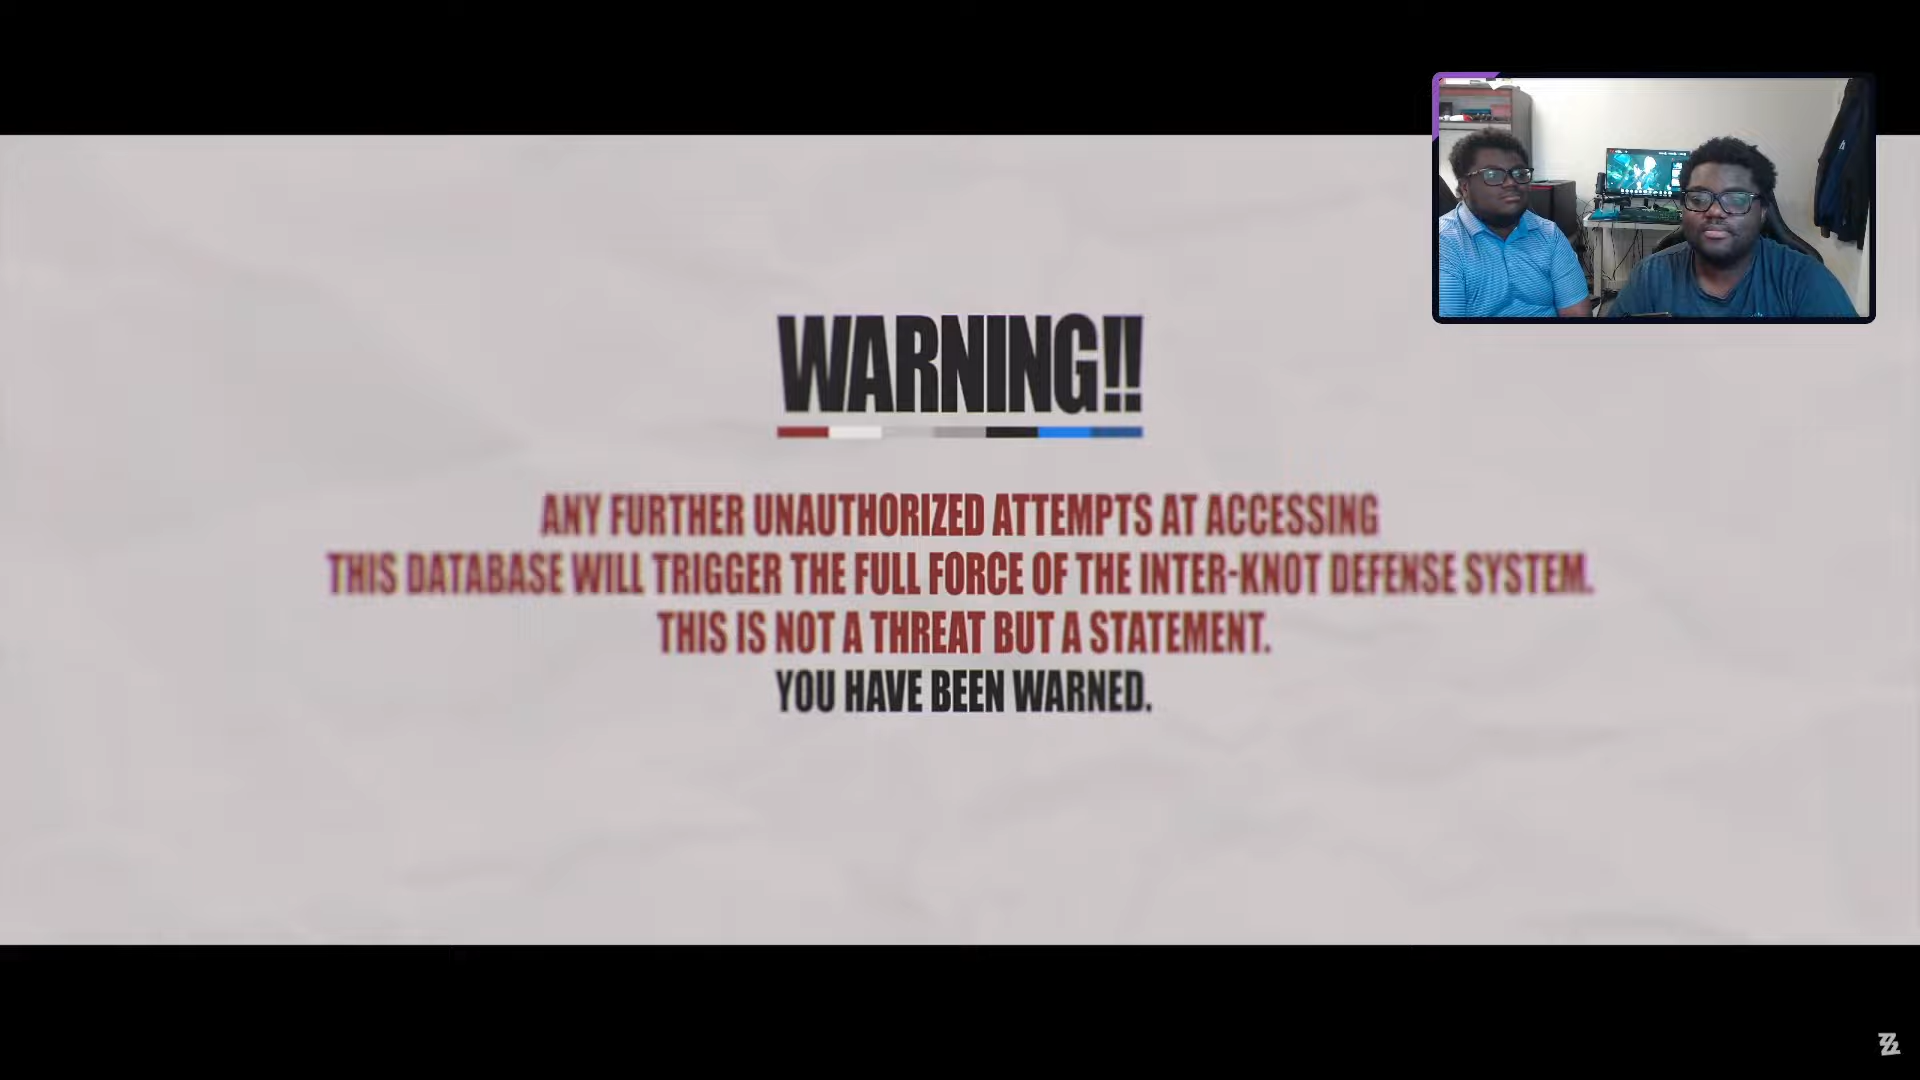 WARNING!!
ANY FURTHER UNAUTHORIZED ATTEMPTS AT ACCESSING
THIS DATABASE WILL TRIGGER THE FULL FORCE OF THE INTER-KNOT DEFENSE SYSTEM.
THIS IS NOT A THREAT BUT A STATEMENT.
YOU HAVE BEEN WARNED.